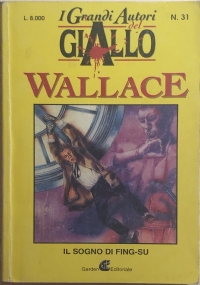 L. 6.000
I Grandi Autori
del
GIALLO
N. 31
WALLACE
IL SOGNO DI FING-SU
Garden Editoriale